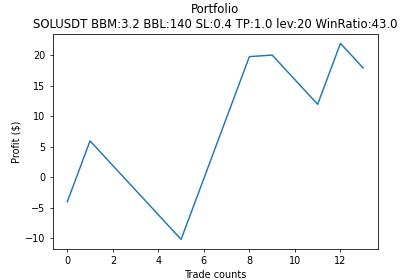 Portfolio
SOLUSDT BBM:3.2 BBL:140 SL:0.4 TP:1.0 lev:20 WinRatio:43.0
20
15
10
5
0
−5
−10
Profit ($)
0 2 4 6 8 10 12
Trade counts